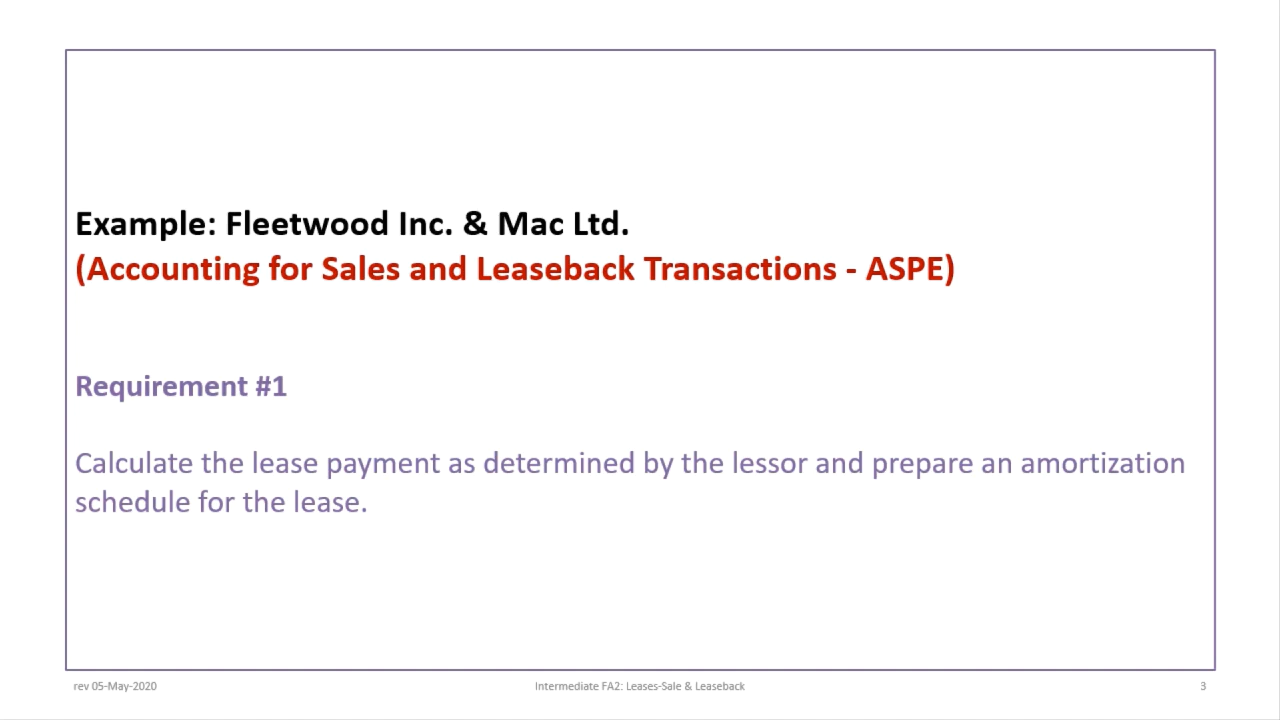 Example: Fleetwood Inc. & Mac Ltd.
(Accounting for Sales and Leaseback Transactions - ASPE)
Requirement #1
Calculate the lease payment as determined by the lessor and prepare an amortization
schedule for the lease.
rev 05-May-2020
Intermediate FA2: Leases-Sale & Leaseback
3